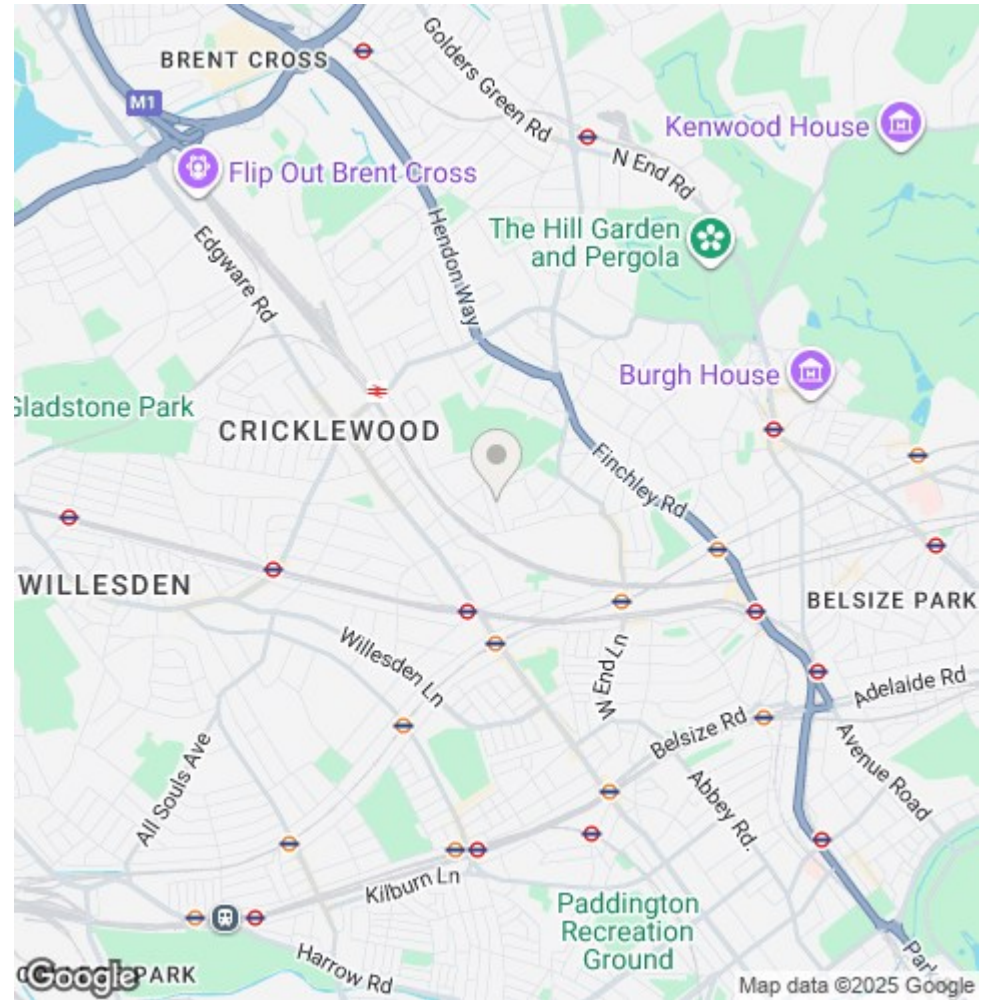 BRENT CROSS
Golders Green Rd
M1
Kenwood House
Flip Out Brent Cross
N End Rd
The Hill Garden
and Pergola
Edgware Rd
Hendon Way
Burgh House
Gladstone Park
CRICKLEWOOD
Finchley Rd
WILLESDEN
BELSIZE PARK
Willesden Ln
W End Ln
Adelaide Rd
Belsize Rd
Avenue Road
All Souls Ave
Abbey Rd.
Kilburn Ln
Paddington
Recreation
Ground
Harrow Rd
PARK
Google
Map data ©2025 Google